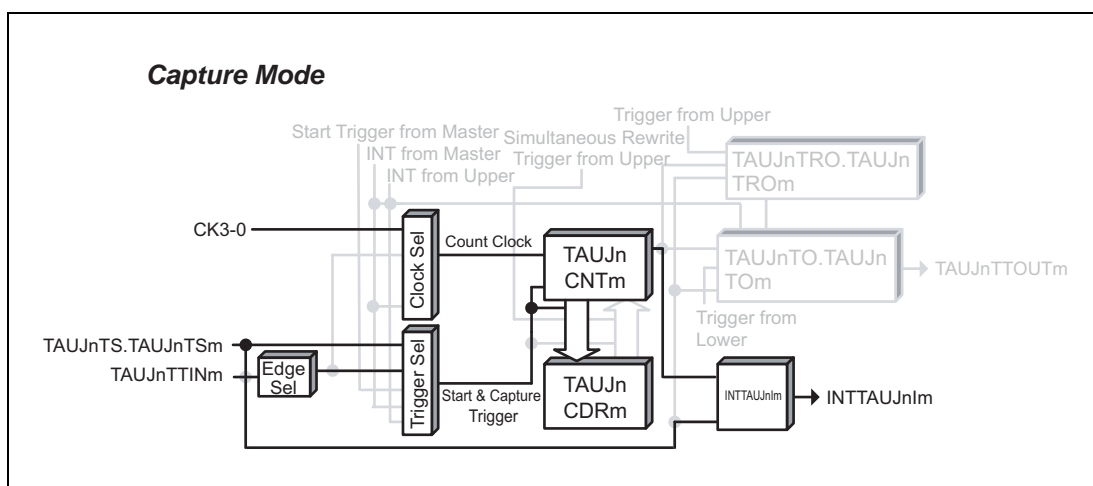 Capture Mode
Trigger from Upper
Start Trigger from Master
Simultaneous Rewrite
INT from Master
Trigger from Upper
INT from Upper
TAUJnTRO.TAUJn
TROm
CK3-0
Clock Sel
Count Clock
TAUJn
CNTm
TAUJnTO.TAUJn
TOm
TAUJnTTOUTm
Trigger from
Lower
TAUJnTS.TAUJnTSm
TAUJnTTINm
Edge
Sel
Trigger Sel
Start & Capture
Trigger
TAUJn
CDRm
INTTAUJnIm
INTTAUJnIm